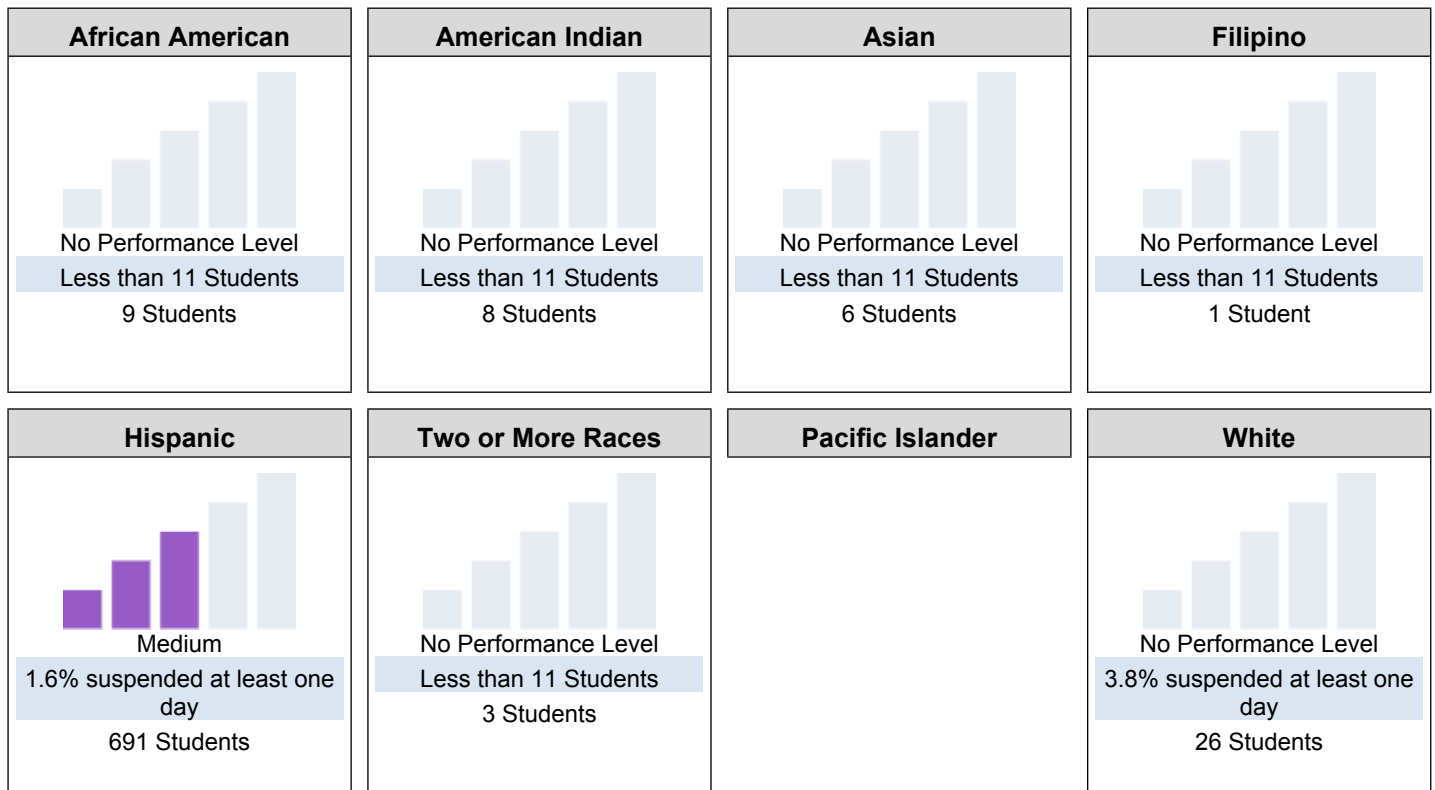 African American
No Performance Level
Less than 11 Students
9 Students
American Indian
No Performance Level
Less than 11 Students
8 Students
Asian
No Performance Level
Less than 11 Students
6 Students
Filipino
No Performance Level
Less than 11 Students
1 Student
Hispanic
Medium
1.6% suspended at least one
day
691 Students
Two or More Races
No Performance Level
Less than 11 Students
3 Students
Pacific Islander
White
No Performance Level
3.8% suspended at least one
day
26 Students